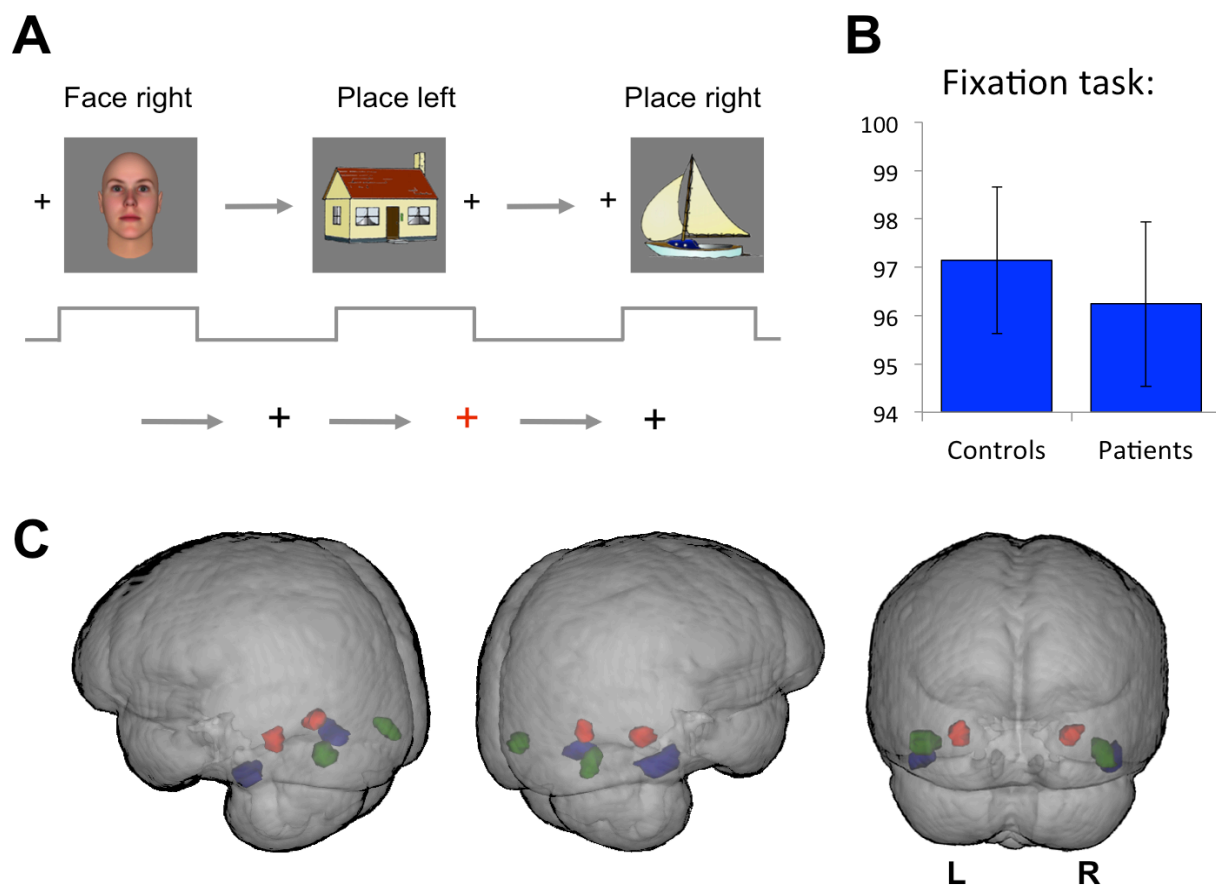 A
Face right
Place left
Place right
+
+
+
+
+
+
B
Fixation task:
100
99
98
97
96
95
94
Controls
Patients
C
L
R